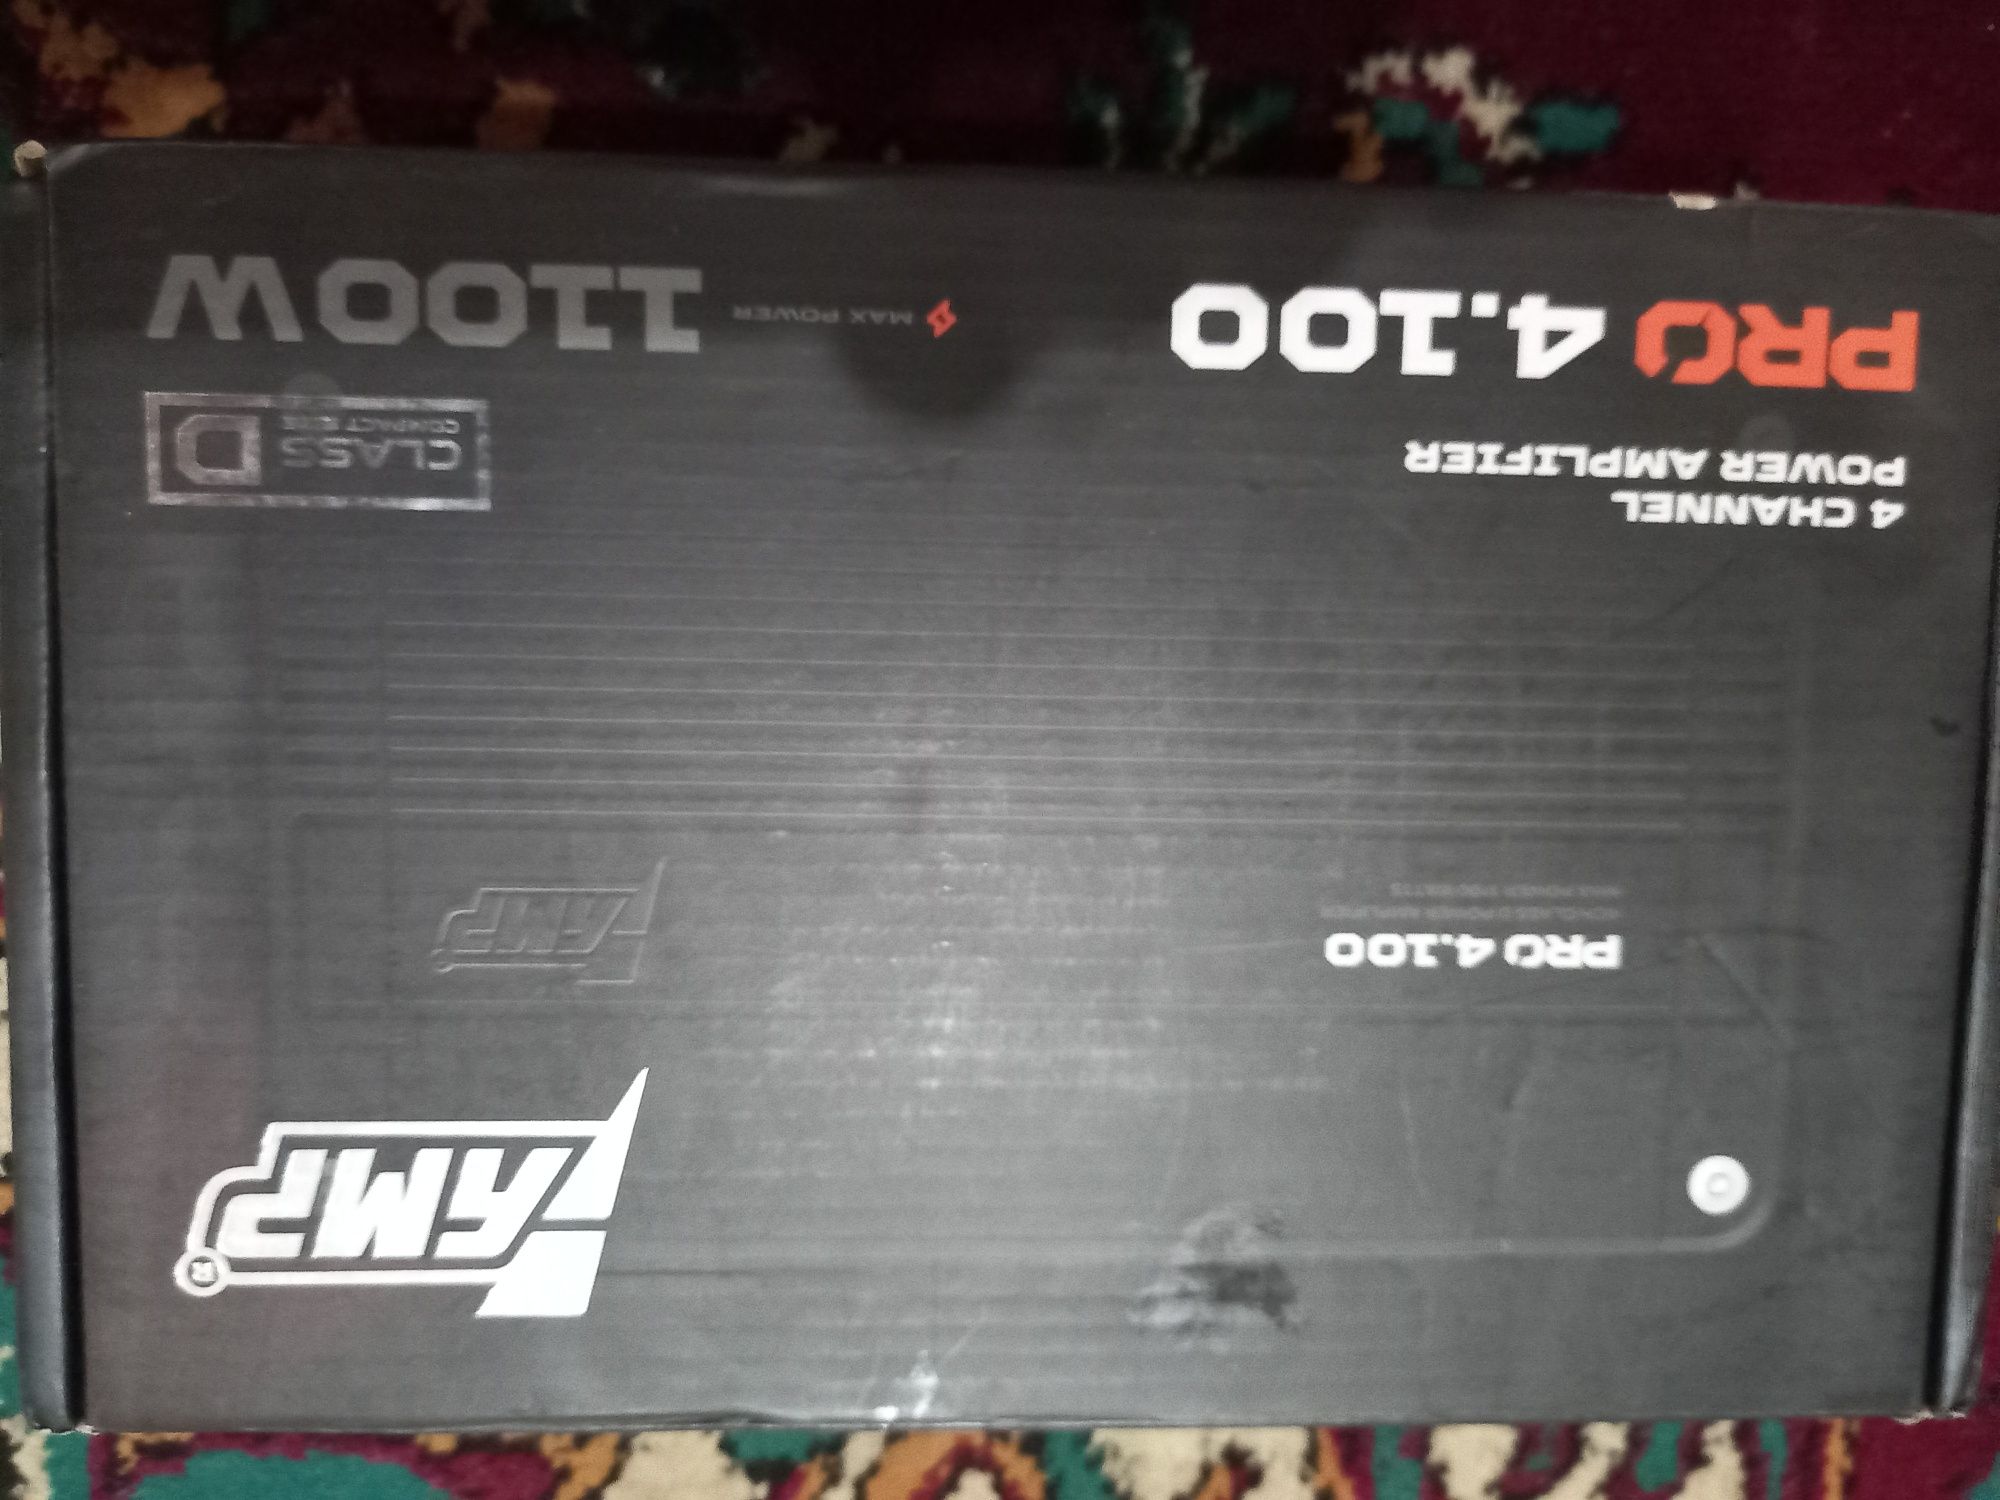 AMP
®
PRO 4.100
4 CHANNEL
POWER AMPLIFIER
PRO 4.100
MAX POWER
1100W
CLASS D
COMPACT SIZE
AMP